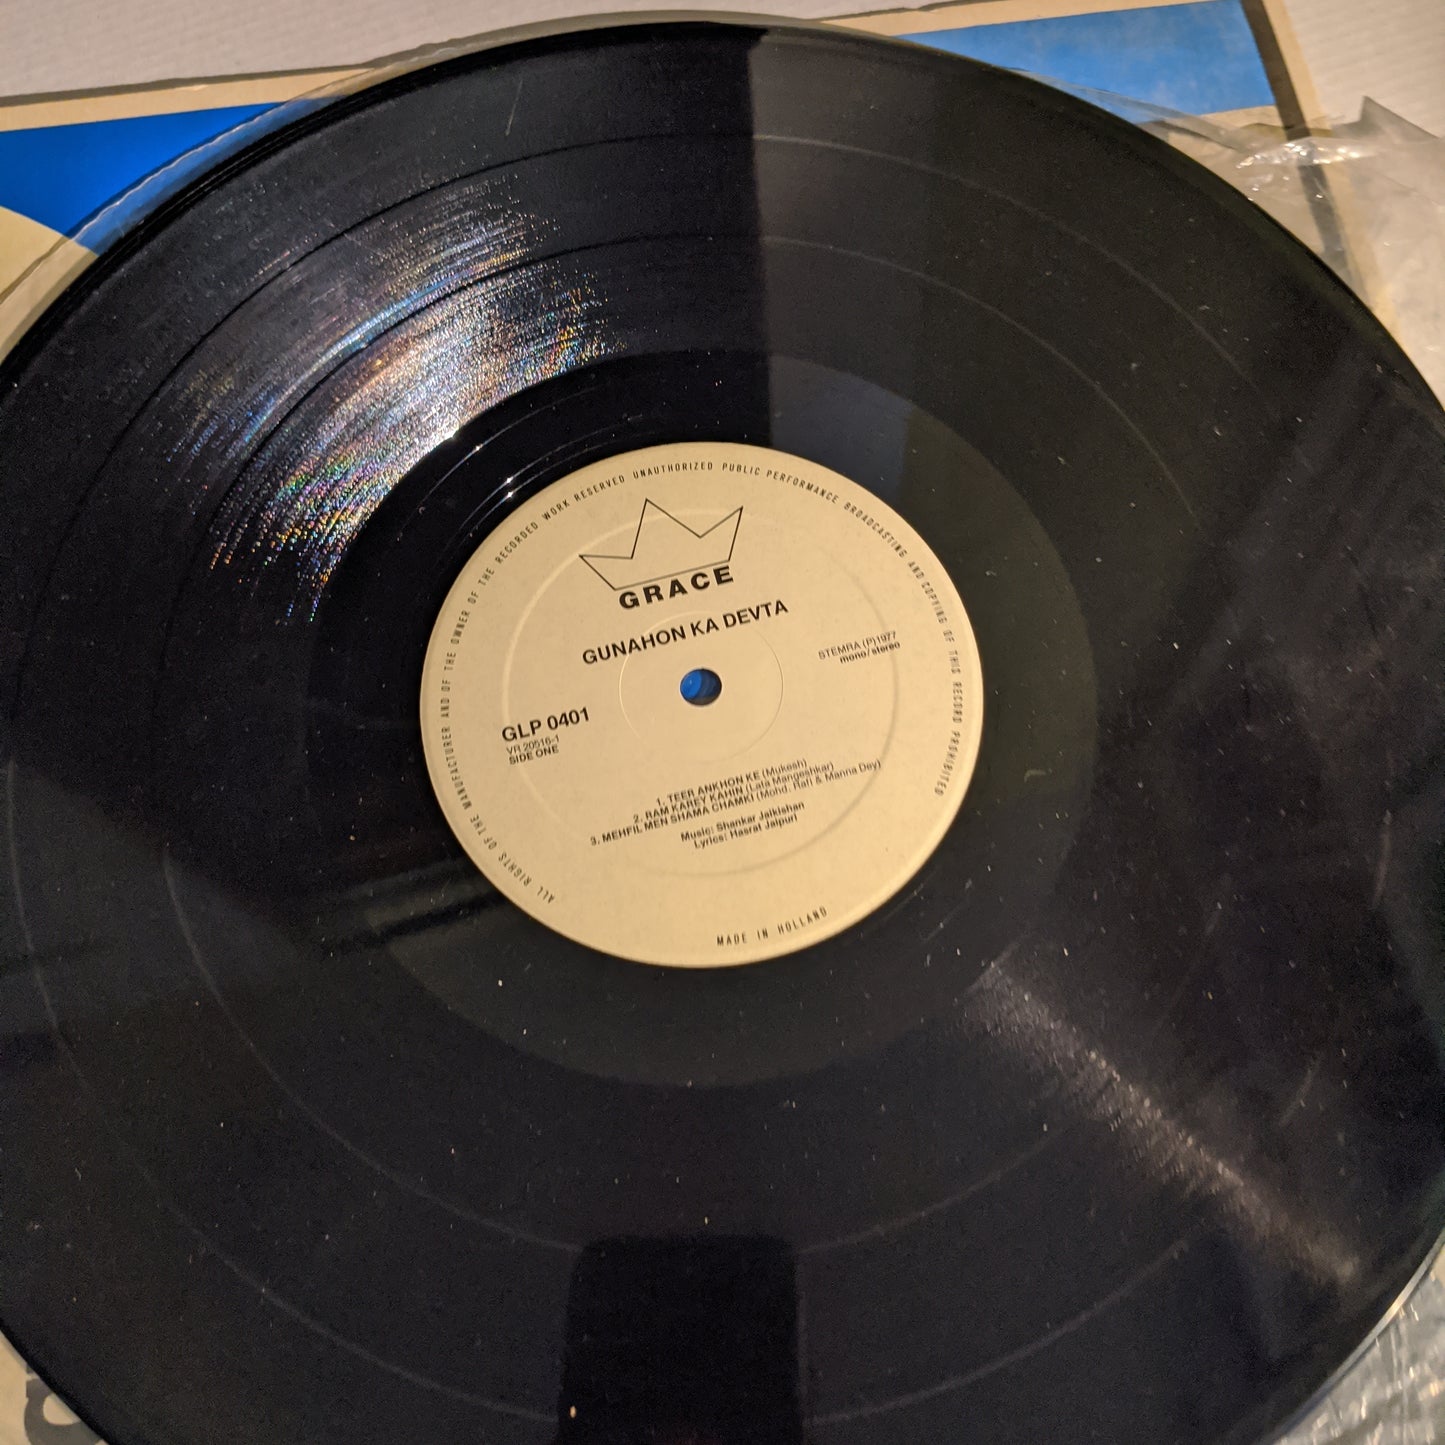 ALL RIGHTS OF THE MANUFACTURER AND OF THE OWNER OF THE RECORDED WORK RESERVED UNAUTHORIZED PUBLIC PERFORMANCE BROADCASTING AND COPYING OF THIS RECORD PROHIBITED
GRACE
GUNAHON KA DEVTA
STEMRA (P)1977
mono/stereo
GLP 0401
VR 20516-1
SIDE ONE
1. TEER ANKHON KE (Mukesh)
2. RAM KAREY KAHIN (Lata Mangeshkar)
3. MEHFIL MEN SHAMA CHAMKI (Mohd. Rafi & Manna Dey)
Music: Shankar Jaikishan
Lyrics: Hasrat Jaipuri
MADE IN HOLLAND